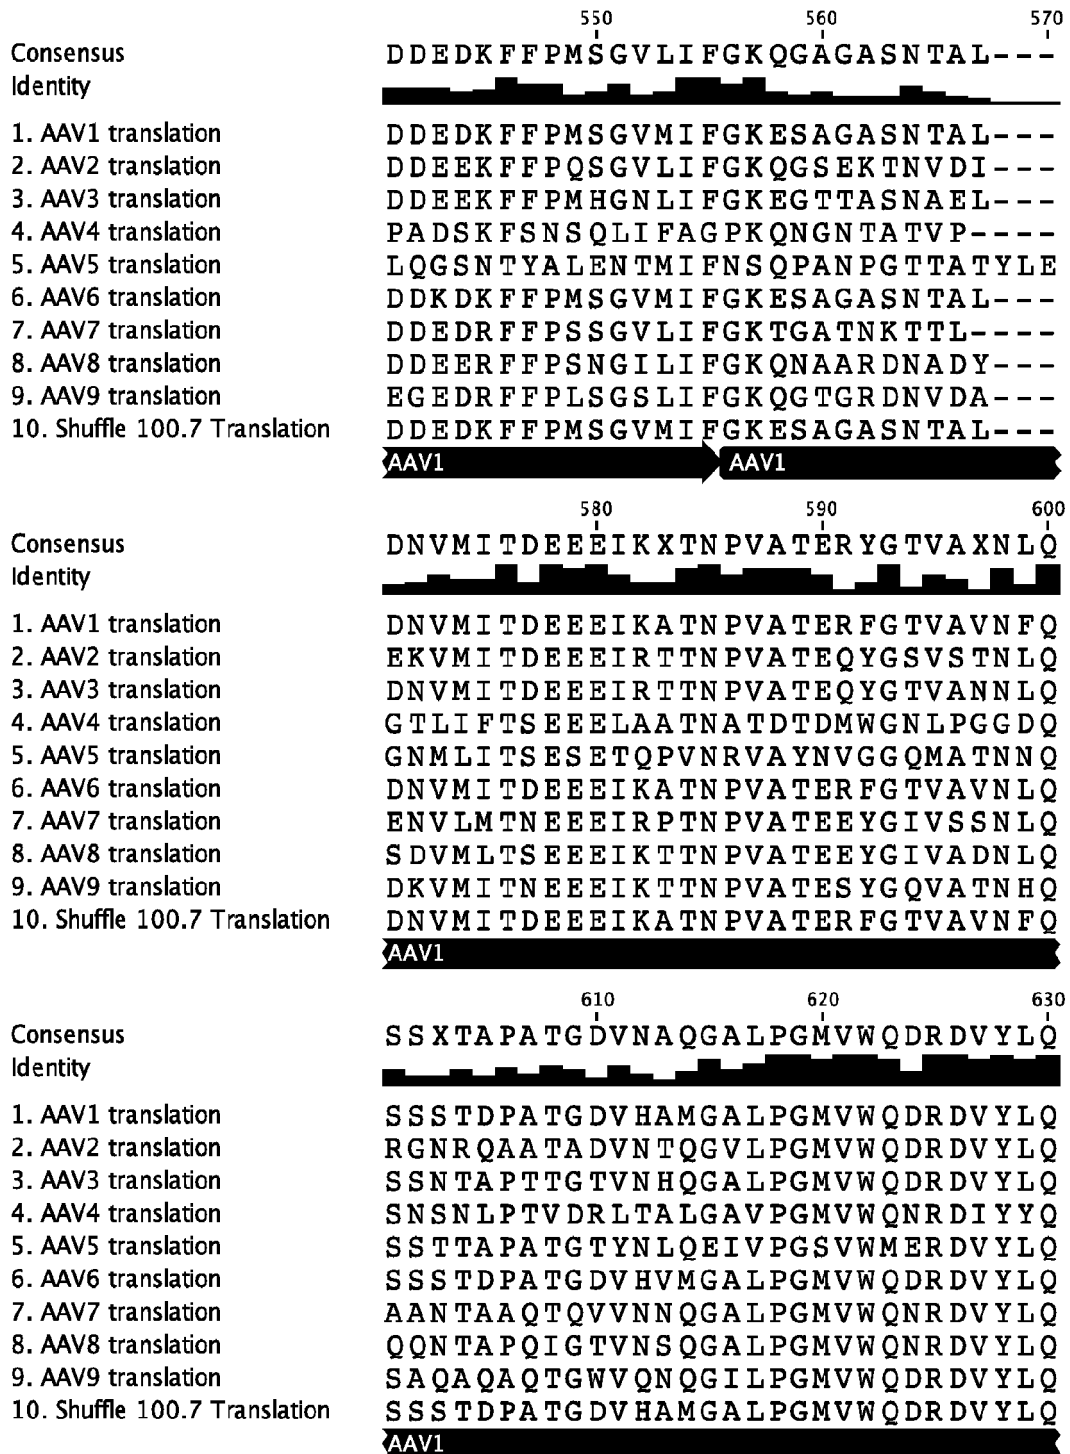 550 560 570
Consensus DDEDKFFPMSGVLIFGKQGAGASNTAL---
Identity
1. AAV1 translation DDEDKFFPMSGVMIFGKESAGASNTAL---
2. AAV2 translation DDEEKFFPQSGVLIFGKQGSEKTNVDI---
3. AAV3 translation DDEEKFFPMHGNLIFGKEGTTASNAEL---
4. AAV4 translation PADSKFSNSQLIFAGPKQNGNTATVP----
5. AAV5 translation LQGSNTYALENTMIFNSQPANPGTTATYLE
6. AAV6 translation DDKDKFFPMSGVMIFGKESAGASNTAL---
7. AAV7 translation DDEDRFFPSSGVLIFGKTGATNKTTL----
8. AAV8 translation DDEERFFPSNGILIFGKQNAARDNADY---
9. AAV9 translation EGEDRFFPLSGSLIFGKQGTGRDNVDA---
10. Shuffle 100.7 Translation DDEDKFFPMSGVMIFGKESAGASNTAL---
AAV1 AAV1
580 590 600
Consensus DNVMITDEEEIKXTNPVATERYGTVAXNLQ
Identity
1. AAV1 translation DNVMITDEEEIKATNPVATERFGTVAVNFQ
2. AAV2 translation EKVMITDEEEIRTTNPVATEQYGSVSTNLQ
3. AAV3 translation DNVMITDEEEIRTTNPVATEQYGTVANNLQ
4. AAV4 translation GTLIFTSEEELAATNATDTDMWGNLPGGDQ
5. AAV5 translation GNMLITSESETQPVNRVAYNVGGQMATNNQ
6. AAV6 translation DNVMITDEEEIKATNPVATERFGTVAVNLQ
7. AAV7 translation ENVLMTNEEEIRPTNPVATEEYGIVSSNLQ
8. AAV8 translation SDVMLTSEEEIKTTNPVATEEYGIVADNLQ
9. AAV9 translation DKVMITNEEEIKTTNPVATESYGQVATNHQ
10. Shuffle 100.7 Translation DNVMITDEEEIKATNPVATERFGTVAVNFQ
AAV1
610 620 630
Consensus SSXTAPATGDVNAQGALPGMVWQDRDVYLQ
Identity
1. AAV1 translation SSSTDPATGDVHAMGALPGMVWQDRDVYLQ
2. AAV2 translation RGNRQAATADVNTQGVLPGMVWQDRDVYLQ
3. AAV3 translation SSNTAPTTGTVNHQGALPGMVWQDRDVYLQ
4. AAV4 translation SNSNLPTVDRLTALGAVPGMVWQNRDIYYQ
5. AAV5 translation SSTTAPATGTYNLQEIVPGSVWMERDVYLQ
6. AAV6 translation SSSTDPATGDVHVMGALPGMVWQDRDVYLQ
7. AAV7 translation AANTAAQTQVVNNQGALPGMVWQNRDVYLQ
8. AAV8 translation QQNTAPQIGTVNSQGALPGMVWQNRDVYLQ
9. AAV9 translation SAQAQAQTGWVQNQGILPGMVWQDRDVYLQ
10. Shuffle 100.7 Translation SSSTDPATGDVHAMGALPGMVWQDRDVYLQ
AAV1